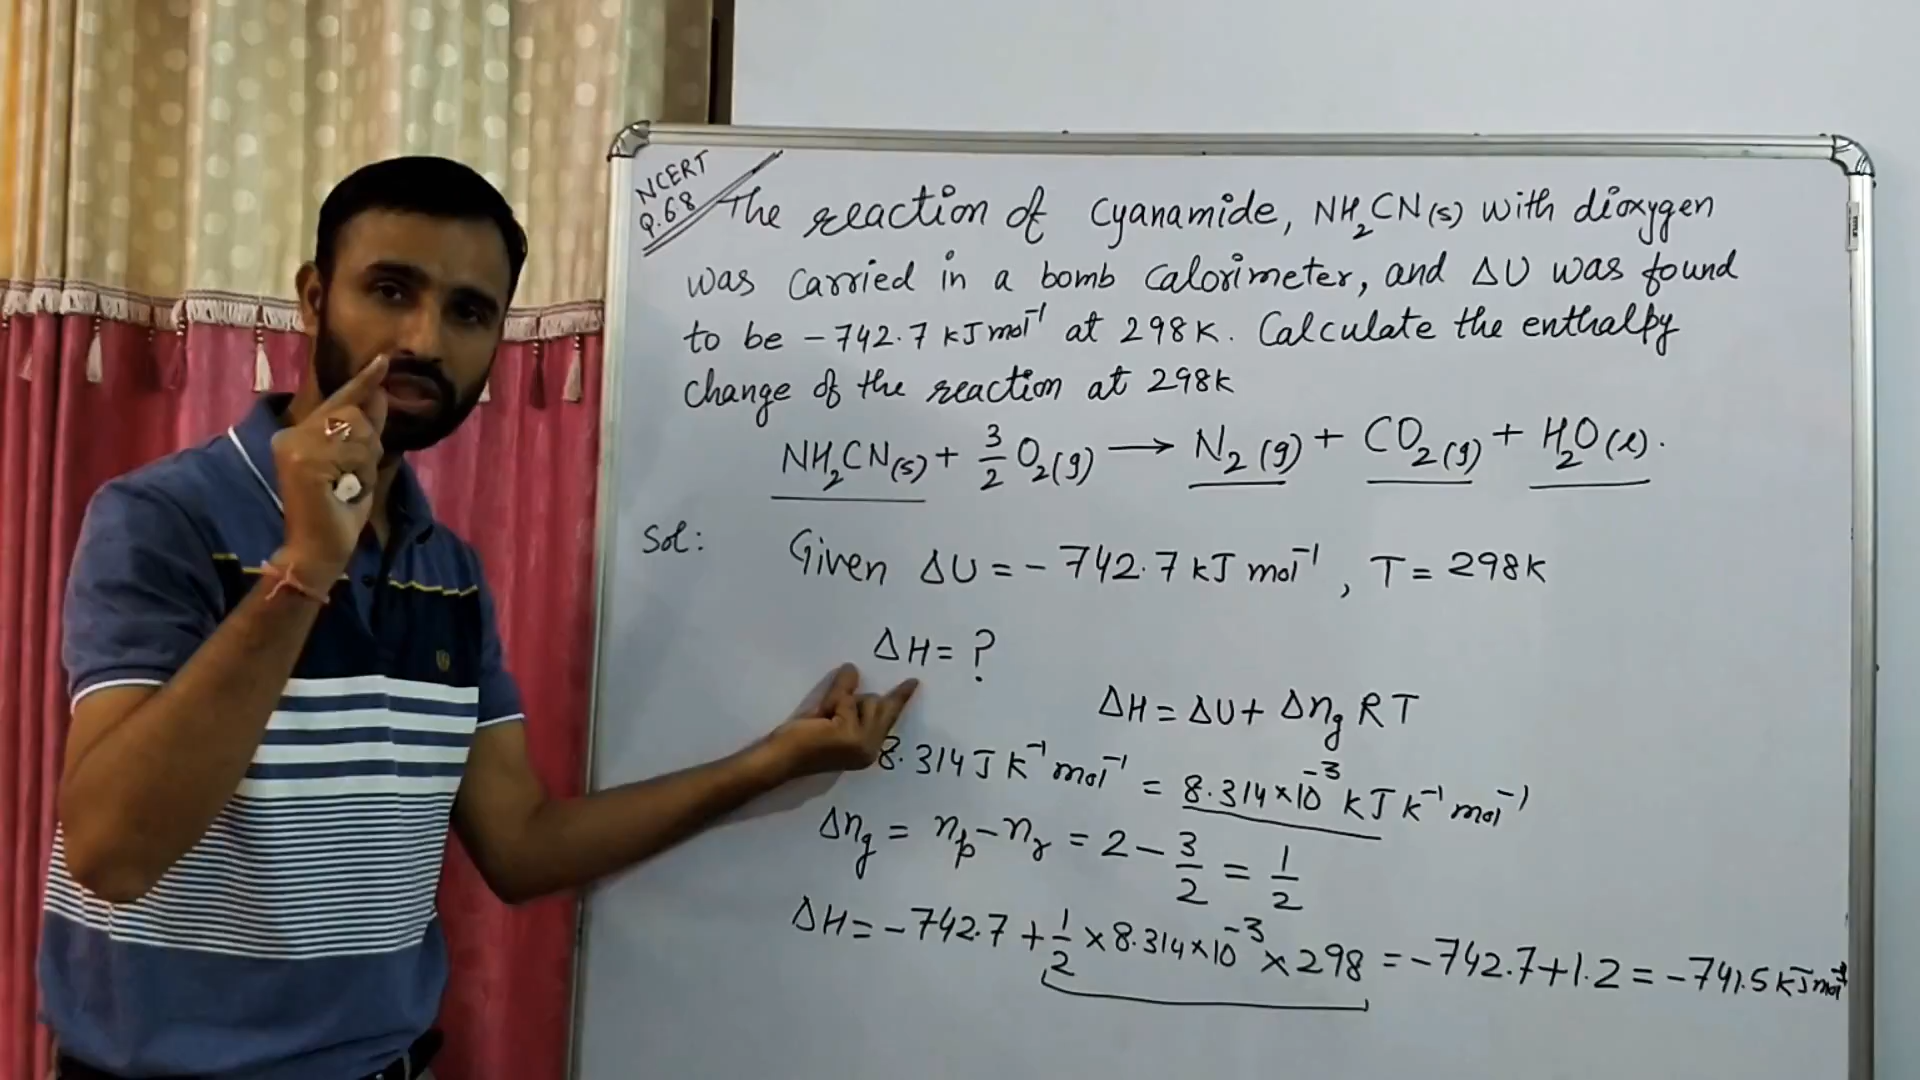 NCERT
Q.68
The reaction of Cyanamide, NH₂CN(s) with dioxygen
was carried in a bomb calorimeter, and ΔU was found
to be -742.7 kJ mol⁻¹ at 298K. Calculate the enthalpy
change of the reaction at 298K
NH₂CN(s) + 3/2 O₂(g) → N₂(g) + CO₂(g) + H₂O(l).
Sol: Given ΔU = -742.7 kJ mol⁻¹, T = 298K
ΔH = ?
ΔH = ΔU + Δng RT
8.314 J K⁻¹ mol⁻¹ = 8.314×10⁻³ kJ K⁻¹ mol⁻¹
Δng = np - nr = 2 - 3/2 = 1/2
ΔH = -742.7 + 1/2 × 8.314×10⁻³ × 298 = -742.7+1.2 = -741.5 kJ mol⁻¹